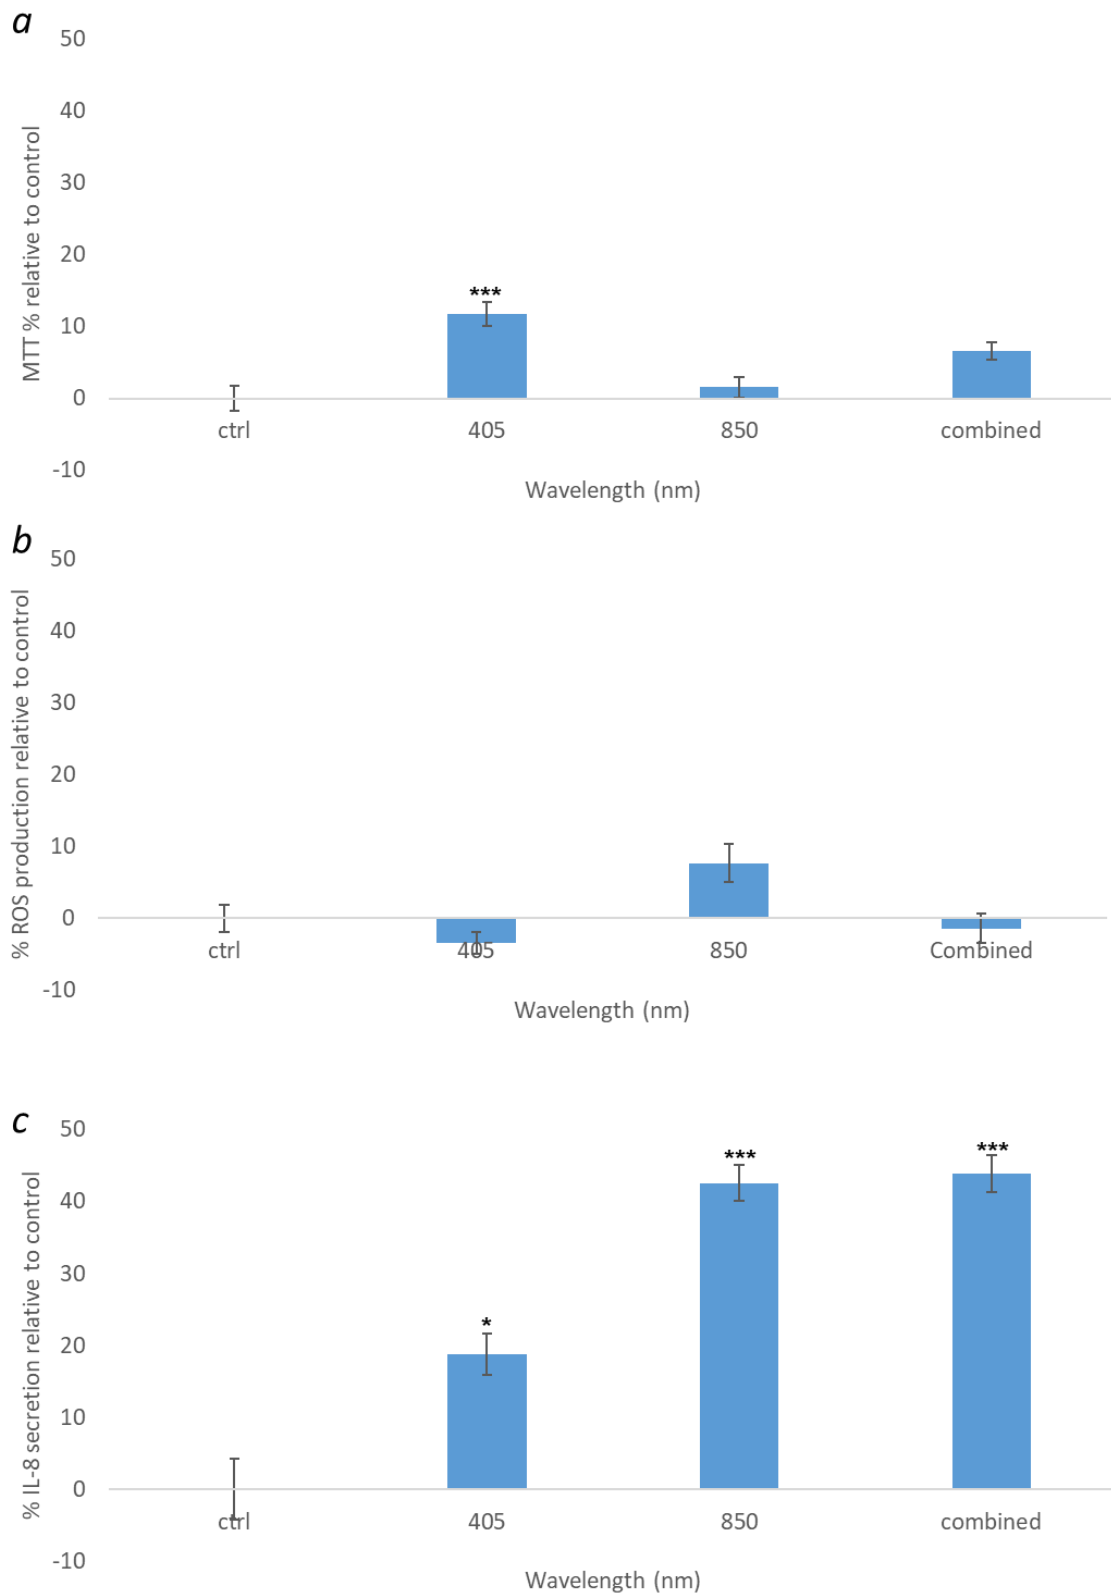 a
50
40
30
20
10
0
-10
MTT % relative to control
***
ctrl 405 850 combined
Wavelength (nm)
b
50
40
30
20
10
0
-10
% ROS production relative to control
ctrl 405 850 Combined
Wavelength (nm)
c
50
40
30
20
10
0
-10
% IL-8 secretion relative to control
* *** ***
ctrl 405 850 combined
Wavelength (nm)